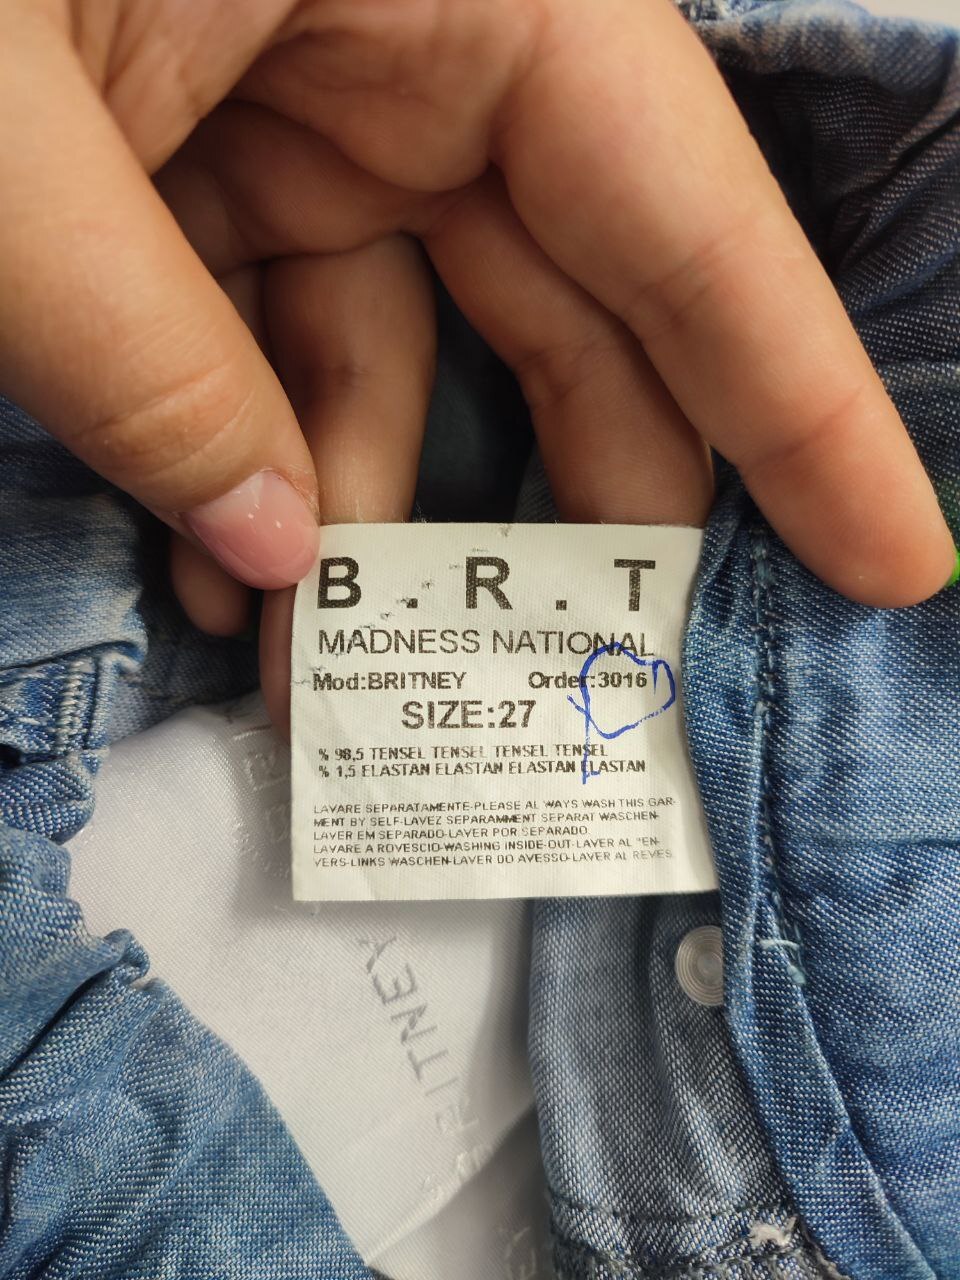 B . R . T
MADNESS NATIONAL
Mod:BRITNEY Order:3016
SIZE:27
% 98,5 TENSEL TENSEL TENSEL TENSEL
% 1,5 ELASTAN ELASTAN ELASTAN ELASTAN
LAVARE SEPARATAMENTE-PLEASE AL WAYS WASH THIS GAR-
MENT BY SELF-LAVEZ SEPARAMMENT SEPARAT WASCHEN-
LAVER EM SEPARADO-LAVER POR SEPARADO.
LAVARE A ROVESCIO-WASHING INSIDE-OUT-LAVER AL "EN-
VERS-LINKS WASCHEN-LAVER DO AVESSO-LAVER AL REVES
RITNEY